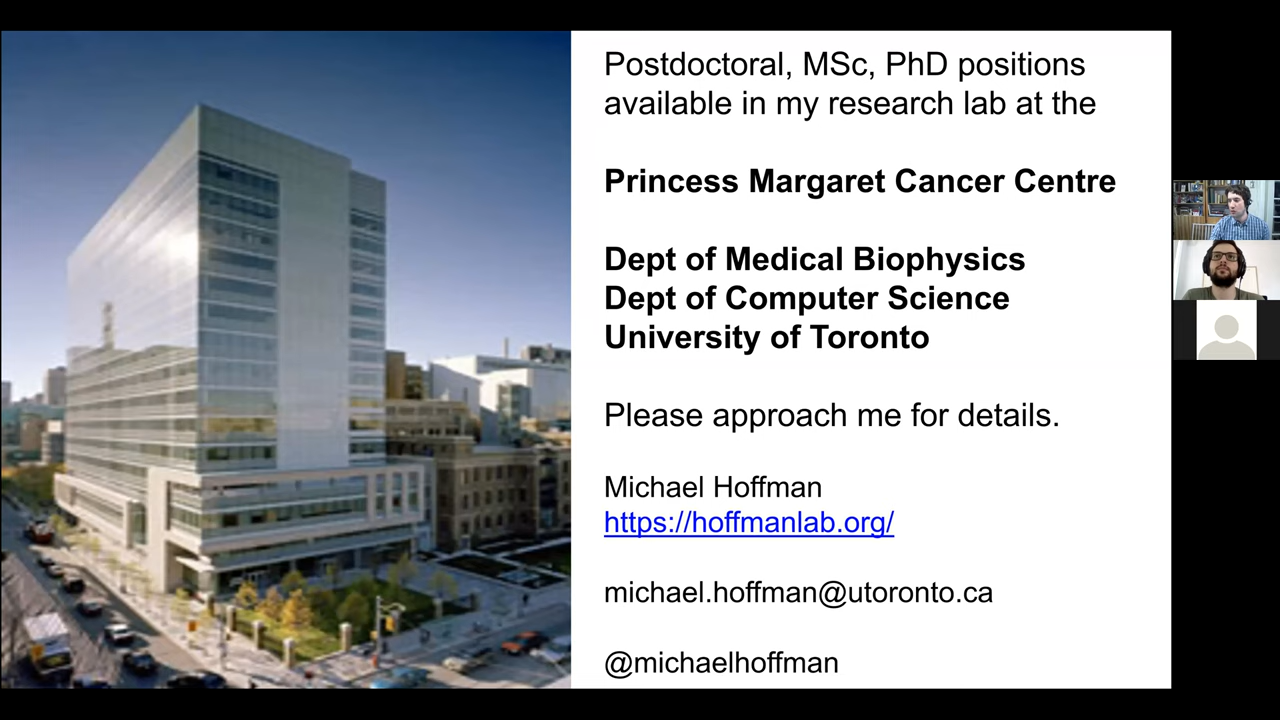 Postdoctoral, MSc, PhD positions
available in my research lab at the
Princess Margaret Cancer Centre
Dept of Medical Biophysics
Dept of Computer Science
University of Toronto
Please approach me for details.
Michael Hoffman
https://hoffmanlab.org/
michael.hoffman@utoronto.ca
@michaelhoffman